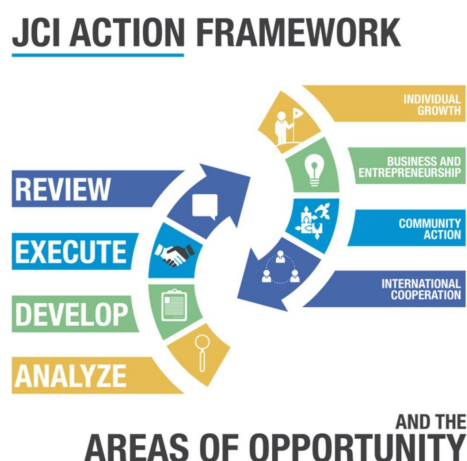 JCI ACTION FRAMEWORK
INDIVIDUAL
GROWTH
BUSINESS AND
ENTREPRENEURSHIP
COMMUNITY
ACTION
INTERNATIONAL
COOPERATION
REVIEW
EXECUTE
DEVELOP
ANALYZE
AND THE
AREAS OF OPPORTUNITY